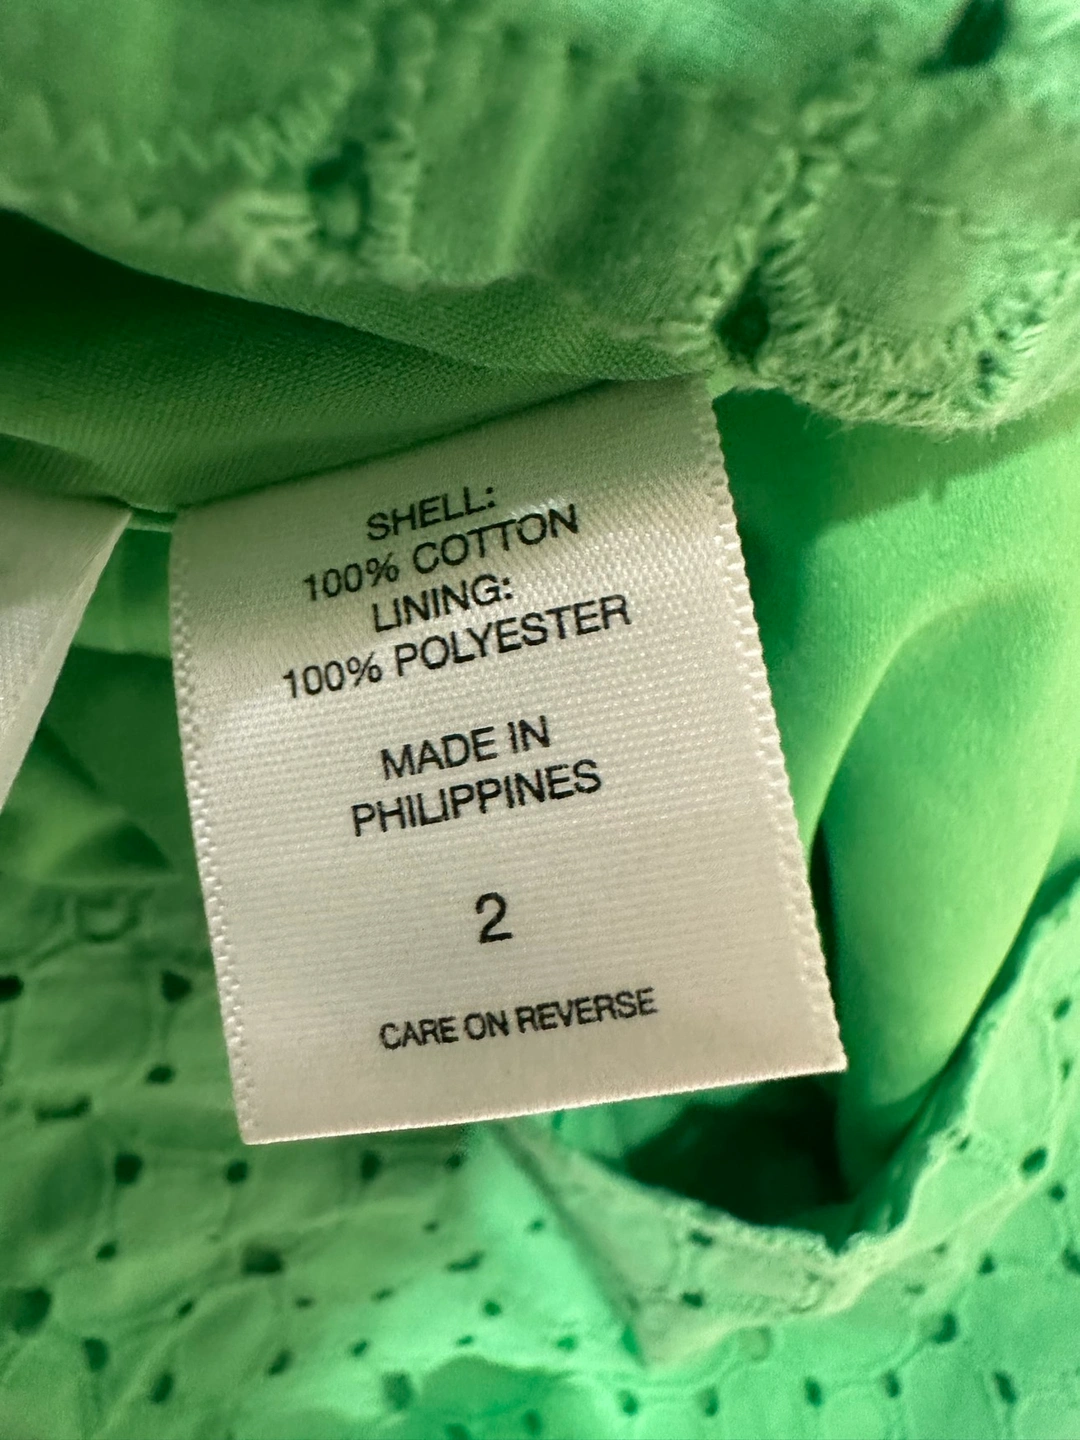 SHELL:
100% COTTON
LINING:
100% POLYESTER
MADE IN
PHILIPPINES
2
CARE ON REVERSE